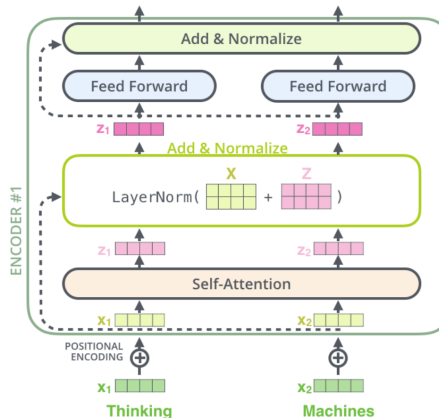 Add & Normalize
Feed Forward Feed Forward
z1 z2
Add & Normalize
X Z
LayerNorm( + )
ENCODER #1
z1 z2
Self-Attention
x1 x2
POSITIONAL
ENCODING
x1 x2
Thinking Machines